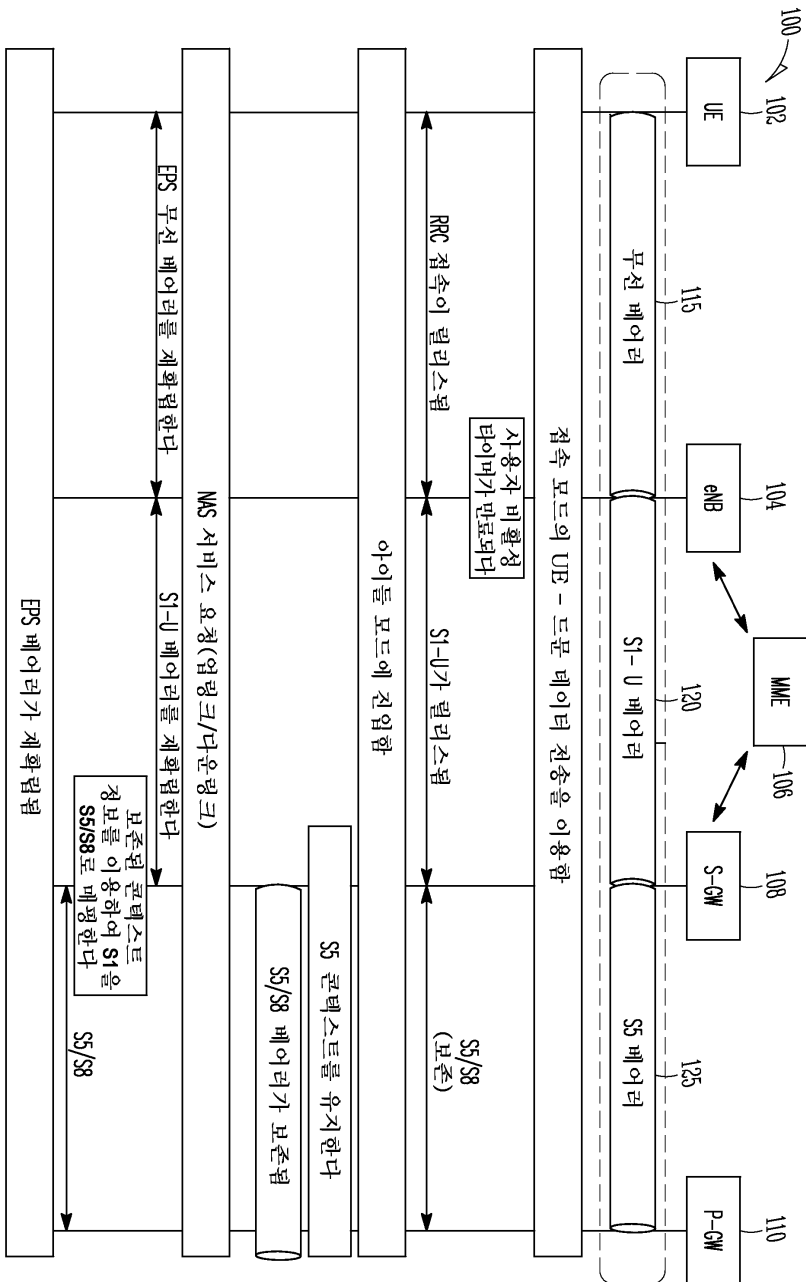 100
102
104
106
108
110
UE
eNB
MME
S-GW
P-GW
115
120
125
무선 베어러
S1- U 베어러
S5 베어러
접속 모드의 UE - 드문 데이터 전송을 이용함
사용자 비활성
타이머가 만료되다
RRC 접속이 릴리스됨
S1-U가 릴리스됨
S5/S8
(보존)
아이들 모드에 진입함
S5 콘텍스트를 유지한다
S5/S8 베어러가 보존됨
NAS 서비스 요청(업링크/다운링크)
EPS 무선 베어러를 재확립한다
S1-U 베어러를 재확립한다
보존된 콘텍스트
정보를 이용하여 S1을
S5/S8로 매핑한다
S5/S8
EPS 베어러가 재확립됨